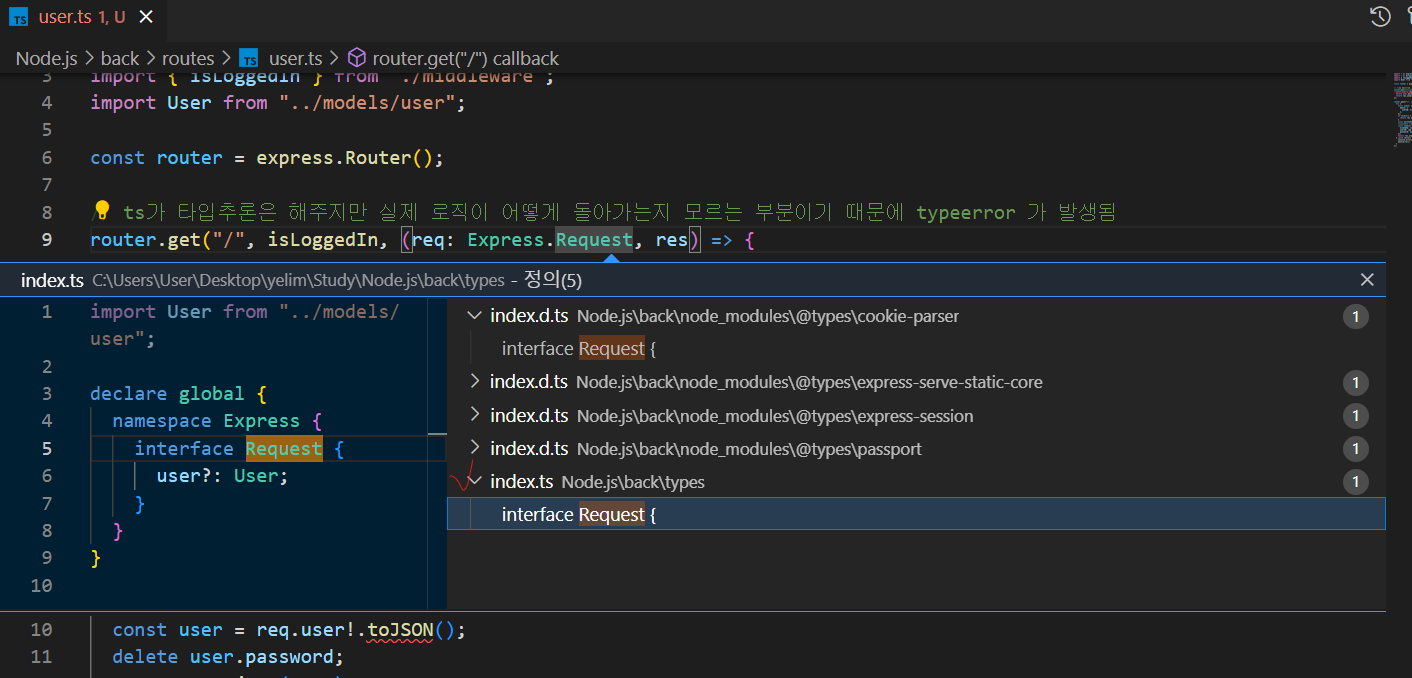 TS user.ts 1, U
Node.js > back > routes > TS user.ts > router.get("/") callback
3 import { isLoggedIn } from "./middleware";
4 import User from "../models/user";
5
6 const router = express.Router();
7
8 ts가 타입추론은 해주지만 실제 로직이 어떻게 돌아가는지 모르는 부분이기 때문에 typeerror 가 발생됨
9 router.get("/", isLoggedIn, (req: Express.Request, res) => {
index.ts C:\Users\User\Desktop\yelim\Study\Node.js\back\types - 정의(5)
1 import User from "../models/
user";
2
3 declare global {
4 namespace Express {
5 interface Request {
6 user?: User;
7 }
8 }
9 }
10
index.d.ts Node.js\back\node_modules\@types\cookie-parser 1
interface Request {
index.d.ts Node.js\back\node_modules\@types\express-serve-static-core 1
index.d.ts Node.js\back\node_modules\@types\express-session 1
index.d.ts Node.js\back\node_modules\@types\passport 1
index.ts Node.js\back\types 1
interface Request {
10 const user = req.user!.toJSON();
11 delete user.password;